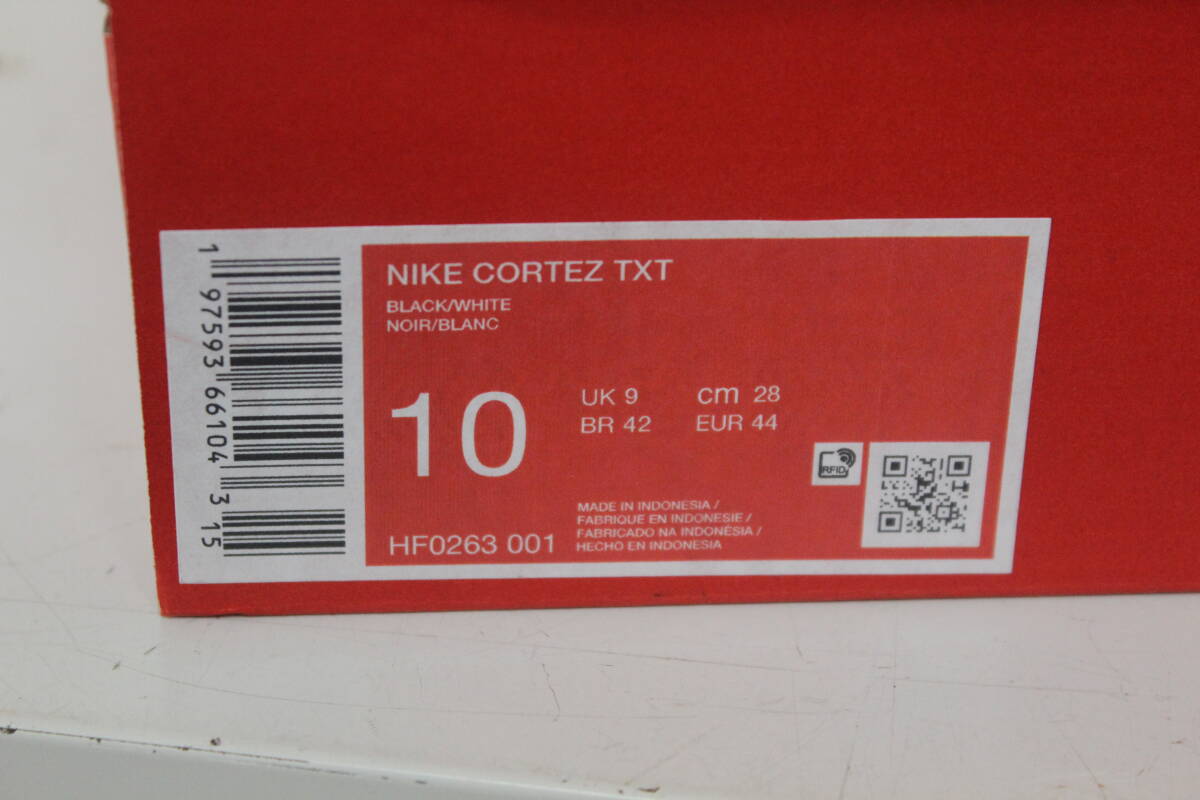 NIKE CORTEZ TXT
BLACK/WHITE
NOIR/BLANC
10
UK 9 cm 28
BR 42 EUR 44
RFID
MADE IN INDONESIA /
FABRIQUE EN INDONESIE /
FABRICADO NA INDONÉSIA /
HECHO EN INDONESIA
HF0263 001
1 97593 66104 3 15